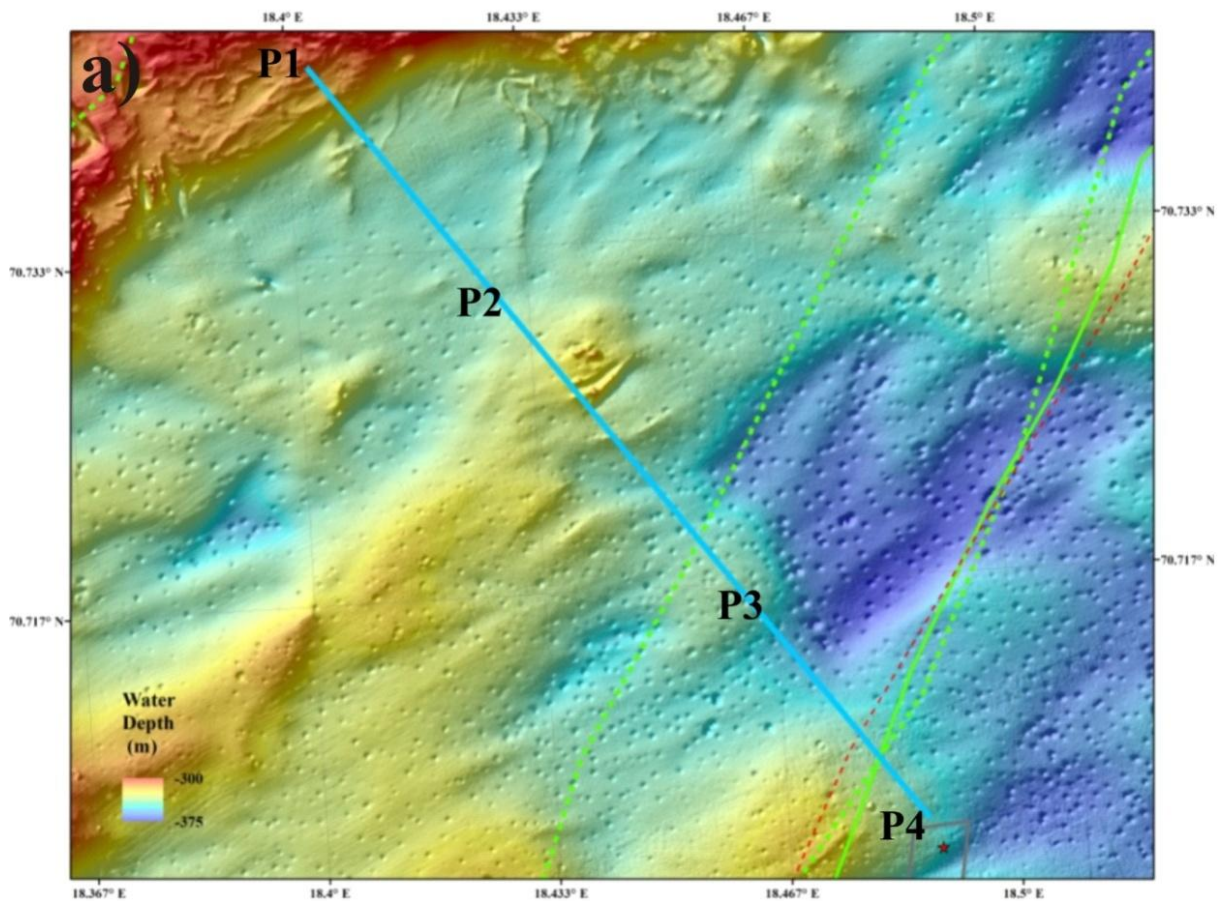 18.4° E 18.433° E 18.467° E 18.5° E
a)
P1
70.733° N
70.733° N
P2
70.717° N
P3
70.717° N
Water
Depth
(m)
-300
-375
P4
18.367° E 18.4° E 18.433° E 18.467° E 18.5° E